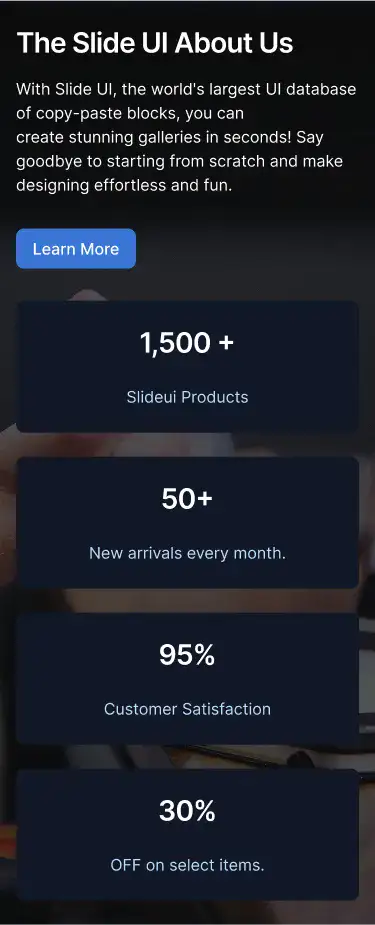 The Slide UI About Us
With Slide UI, the world's largest UI database
of copy-paste blocks, you can
create stunning galleries in seconds! Say
goodbye to starting from scratch and make
designing effortless and fun.
Learn More
1,500 +
Slideui Products
50+
New arrivals every month.
95%
Customer Satisfaction
30%
OFF on select items.